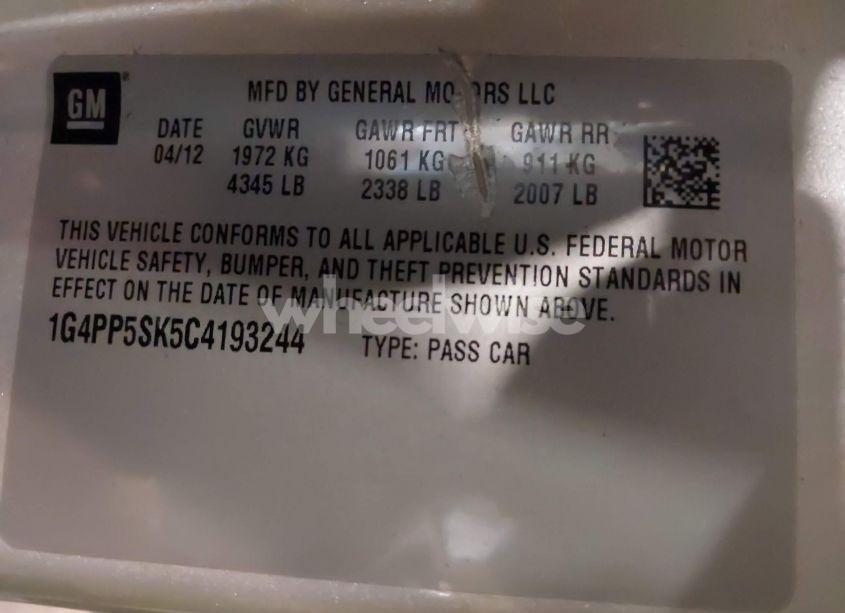 GM
MFD BY GENERAL MOTORS LLC
DATE GVWR GAWR FRT GAWR RR
04/12 1972 KG 1061 KG 911 KG
4345 LB 2338 LB 2007 LB
THIS VEHICLE CONFORMS TO ALL APPLICABLE U.S. FEDERAL MOTOR
VEHICLE SAFETY, BUMPER, AND THEFT PREVENTION STANDARDS IN
EFFECT ON THE DATE OF MANUFACTURE SHOWN ABOVE.
wheelwise
1G4PP5SK5C4193244 TYPE: PASS CAR